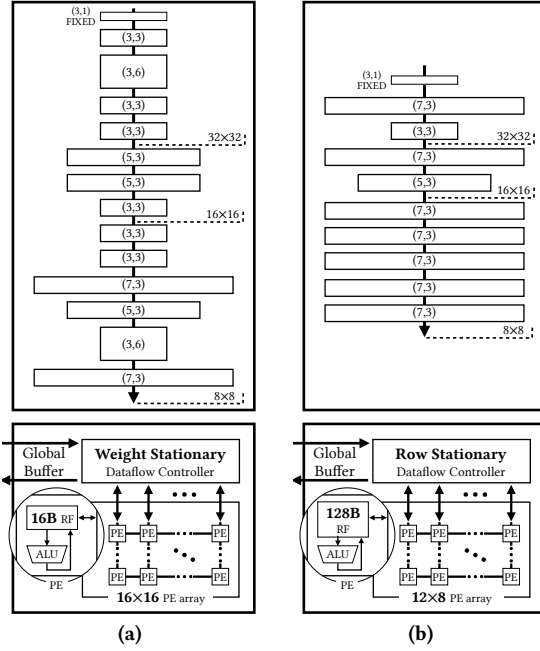 (3,1)
FIXED
(3,3)
(3,6)
(3,3)
(3,3)
32×32
(5,3)
(5,3)
(3,3)
16×16
(3,3)
(3,3)
(7,3)
(5,3)
(3,6)
(7,3)
8×8
Global
Buffer
Weight Stationary
Dataflow Controller
16B RF
ALU
PE
PE PE PE
PE PE PE
16×16 PE array
(a)
(3,1)
FIXED
(7,3)
(3,3)
32×32
(7,3)
(5,3)
16×16
(7,3)
(7,3)
(7,3)
(7,3)
(7,3)
8×8
Global
Buffer
Row Stationary
Dataflow Controller
128B
RF
ALU
PE
PE PE PE
PE PE PE
12×8 PE array
(b)